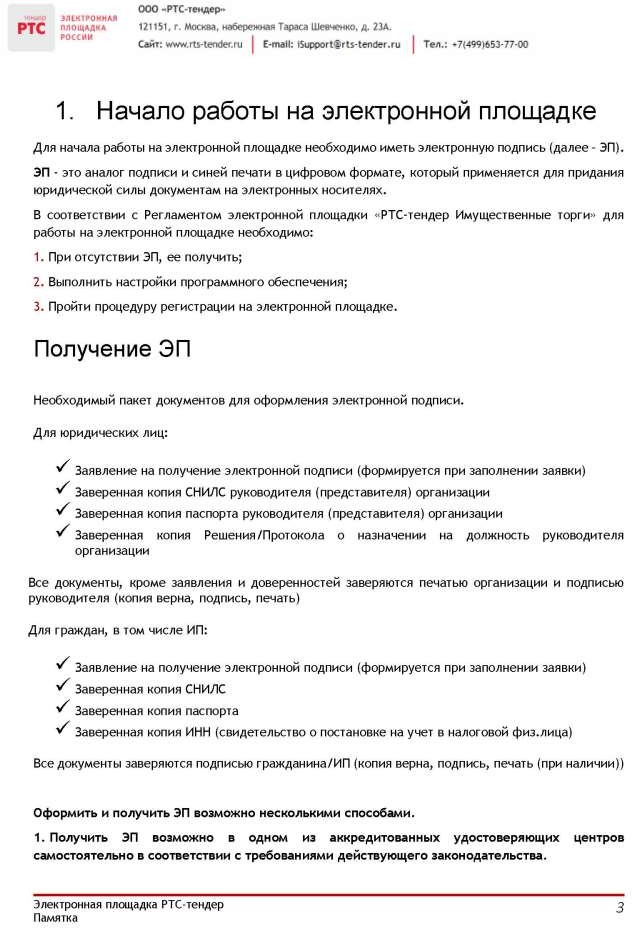 тендер
РТС
ЭЛЕКТРОННАЯ
ПЛОЩАДКА
РОССИИ
ООО «РТС-тендер»
121151, г. Москва, набережная Тараса Шевченко, д. 23А.
Сайт: www.rts-tender.ru | E-mail: iSupport@rts-tender.ru | Тел.: +7(499)653-77-00
1. Начало работы на электронной площадке
Для начала работы на электронной площадке необходимо иметь электронную подпись (далее – ЭП).
ЭП - это аналог подписи и синей печати в цифровом формате, который применяется для придания
юридической силы документам на электронных носителях.
В соответствии с Регламентом электронной площадки «РТС-тендер Имущественные торги» для
работы на электронной площадке необходимо:
1. При отсутствии ЭП, ее получить;
2. Выполнить настройки программного обеспечения;
3. Пройти процедуру регистрации на электронной площадке.
Получение ЭП
Необходимый пакет документов для оформления электронной подписи.
Для юридических лиц:
✓ Заявление на получение электронной подписи (формируется при заполнении заявки)
✓ Заверенная копия СНИЛС руководителя (представителя) организации
✓ Заверенная копия паспорта руководителя (представителя) организации
✓ Заверенная копия Решения/Протокола о назначении на должность руководителя
организации
Все документы, кроме заявления и доверенностей заверяются печатью организации и подписью
руководителя (копия верна, подпись, печать)
Для граждан, в том числе ИП:
✓ Заявление на получение электронной подписи (формируется при заполнении заявки)
✓ Заверенная копия СНИЛС
✓ Заверенная копия паспорта
✓ Заверенная копия ИНН (свидетельство о постановке на учет в налоговой физ.лица)
Все документы заверяются подписью гражданина/ИП (копия верна, подпись, печать (при наличии))
Оформить и получить ЭП возможно несколькими способами.
1. Получить ЭП возможно в одном из аккредитованных удостоверяющих центров
самостоятельно в соответствии с требованиями действующего законодательства.
Электронная площадка РТС-тендер
Памятка
3